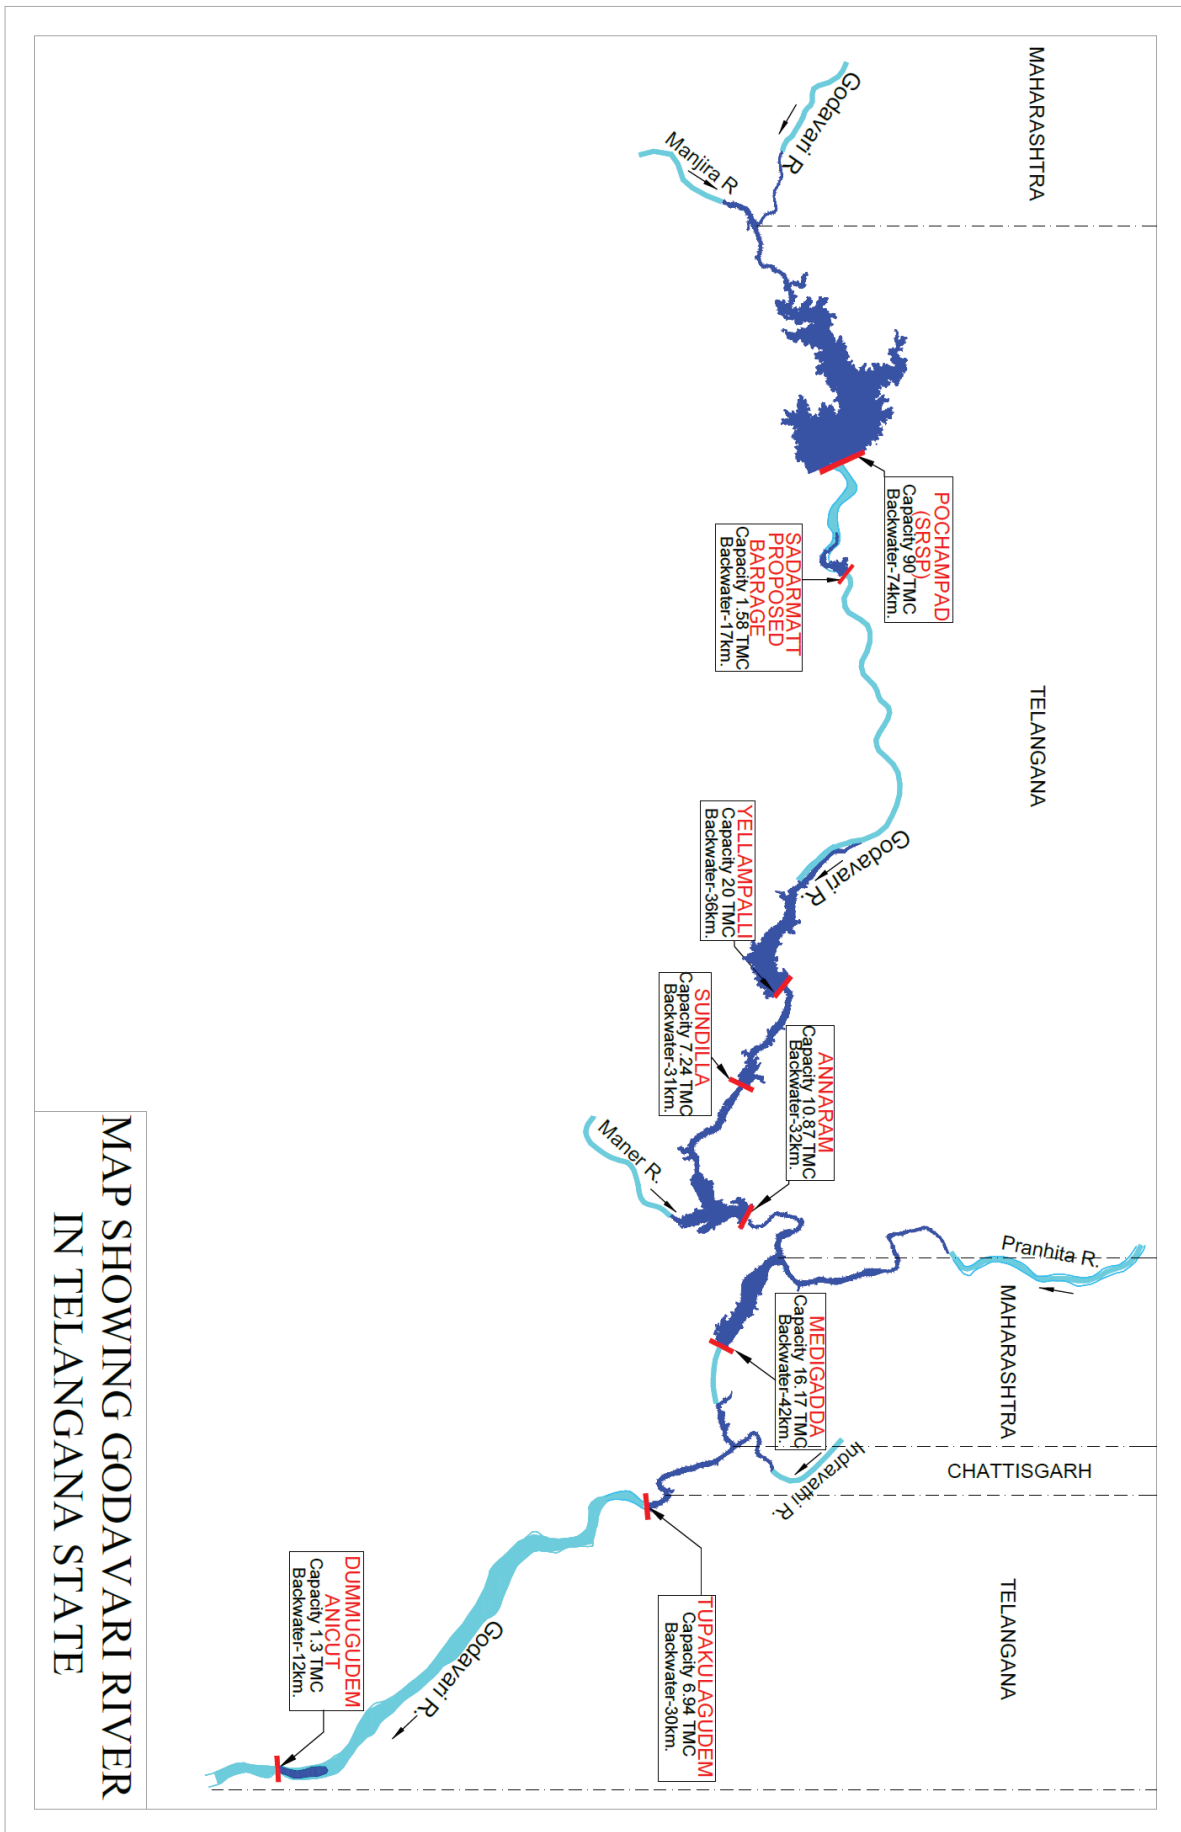 MAHARASHTRA
TELANGANA
MAHARASHTRA
CHATTISGARH
TELANGANA
Godavari R.
Manjira R
POCHAMPAD
(SRSP)
Capacity 90 TMC
Backwater-74km.
SADARMATT
PROPOSED
BARRAGE
Capacity 1.58 TMC
Backwater-17km.
Godavari R.
YELLAMPALLI
Capacity 20 TMC
Backwater-36km.
SUNDILLA
Capacity 7.24 TMC
Backwater-31km.
ANNARAM
Capacity 10.87 TMC
Backwater-32km.
Maner R.
Pranhita R.
MEDIGADDA
Capacity 16.17 TMC
Backwater-42km.
Indravathi R.
TUPAKULAGUDEM
Capacity 6.94 TMC
Backwater-30km.
Godavari R.
DUMMUGUDEM
ANICUT
Capacity 1.3 TMC
Backwater-12km.
MAP SHOWING GODAVARI RIVER
IN TELANGANA STATE